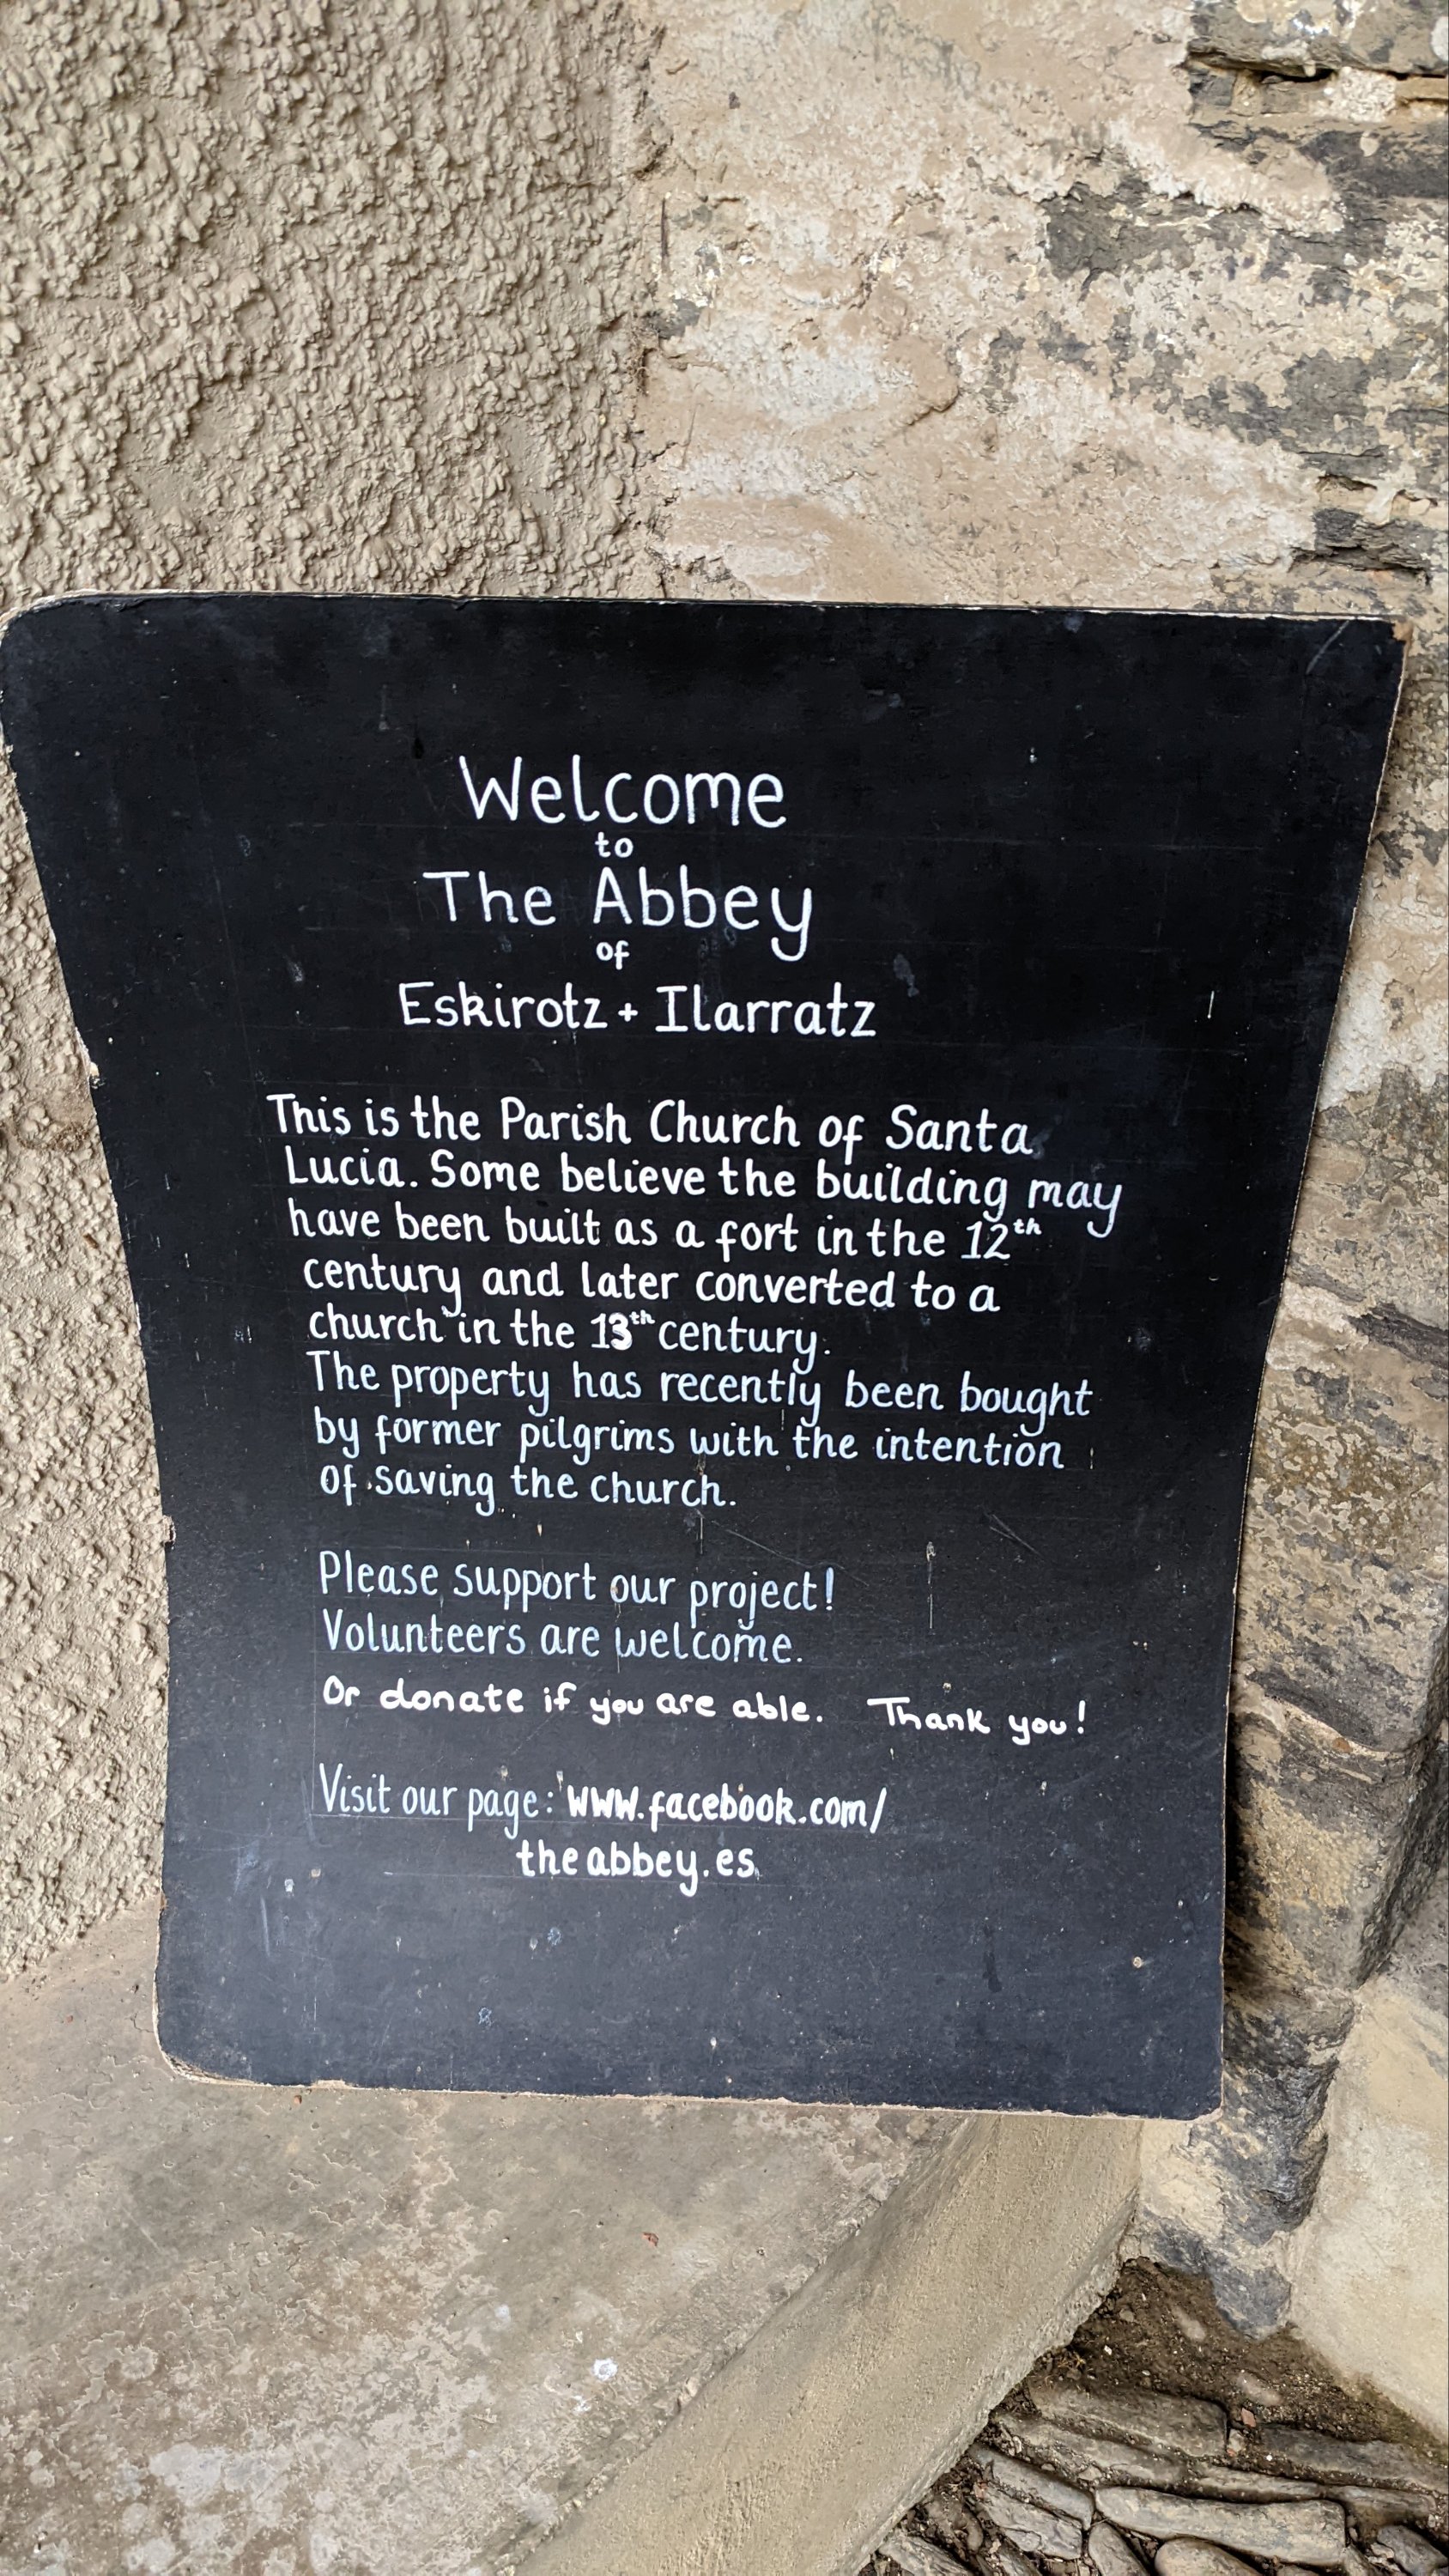 Welcome
to
The Abbey
of
Eskirotz + Ilarratz
This is the Parish Church of Santa
Lucia. Some believe the building may
have been built as a fort in the 12th
century and later converted to a
church in the 13th century.
The property has recently been bought
by former pilgrims with the intention
of saving the church.
Please support our project!
Volunteers are welcome.
Or donate if you are able. Thank you!
Visit our page: www.facebook.com/
theabbey.es